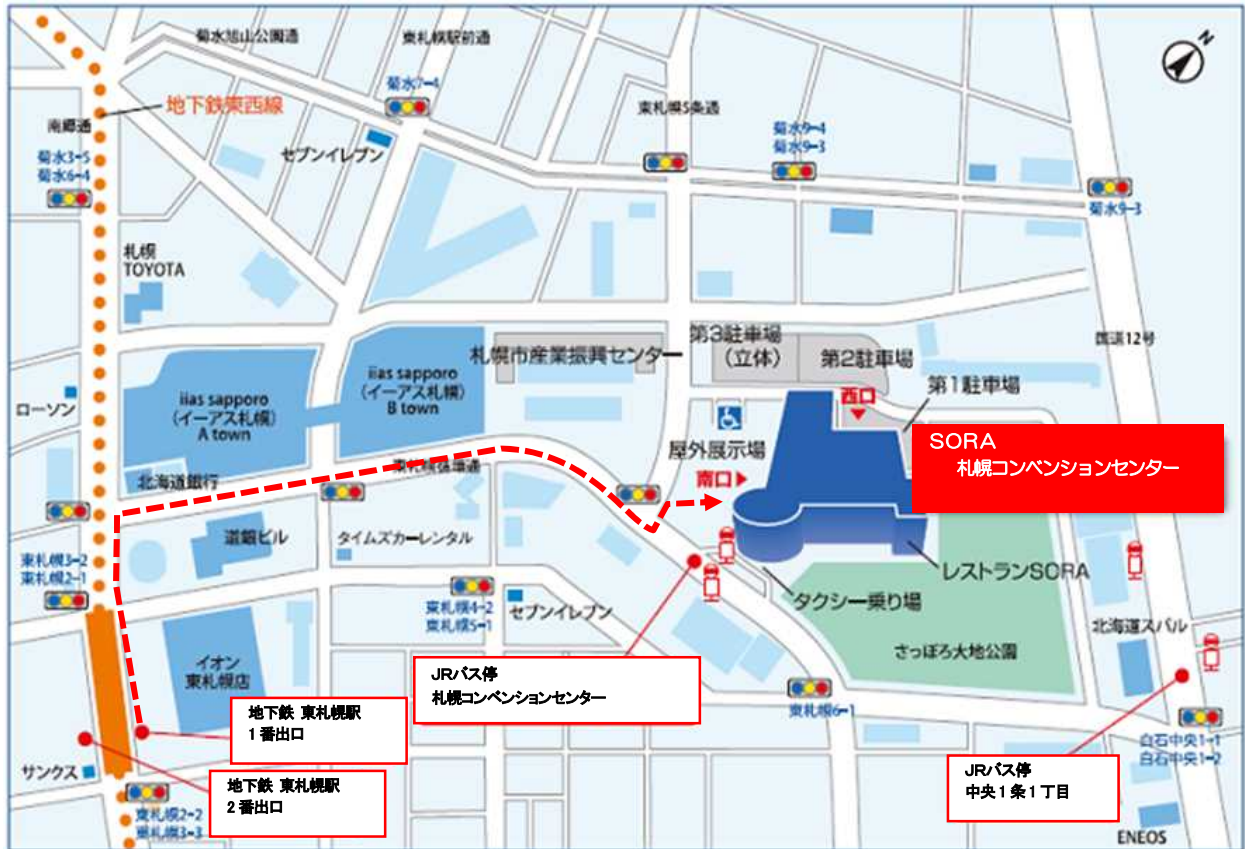 菊水旭山公園通
東札幌駅前通
N
菊水7-4
地下鉄東西線
東札幌5条通
南郷通
菊水9-4
菊水9-3
セブンイレブン
菊水3-5
菊水6-4
菊水9-3
札幌
TOYOTA
国道12号
第3駐車場
(立体)
札幌市産業振興センター
第2駐車場
iias sapporo
(イーアス札幌)
B town
iias sapporo
(イーアス札幌)
A town
第1駐車場
西口
ローソン
SORA
札幌コンベンションセンター
屋外展示場
東札幌循環通
北海道銀行
南口
道銀ビル
タイムズカーレンタル
東札幌3-2
東札幌2-1
レストランSORA
タクシー乗り場
東札幌4-2
東札幌5-1
セブンイレブン
北海道スバル
さっぽろ大地公園
イオン
東札幌店
JRバス停
札幌コンベンションセンター
東札幌6-1
地下鉄 東札幌駅
1番出口
白石中央1-1
白石中央1-2
サンクス
地下鉄 東札幌駅
2番出口
JRバス停
中央1条1丁目
東札幌2-2
東札幌3-3
ENEOS